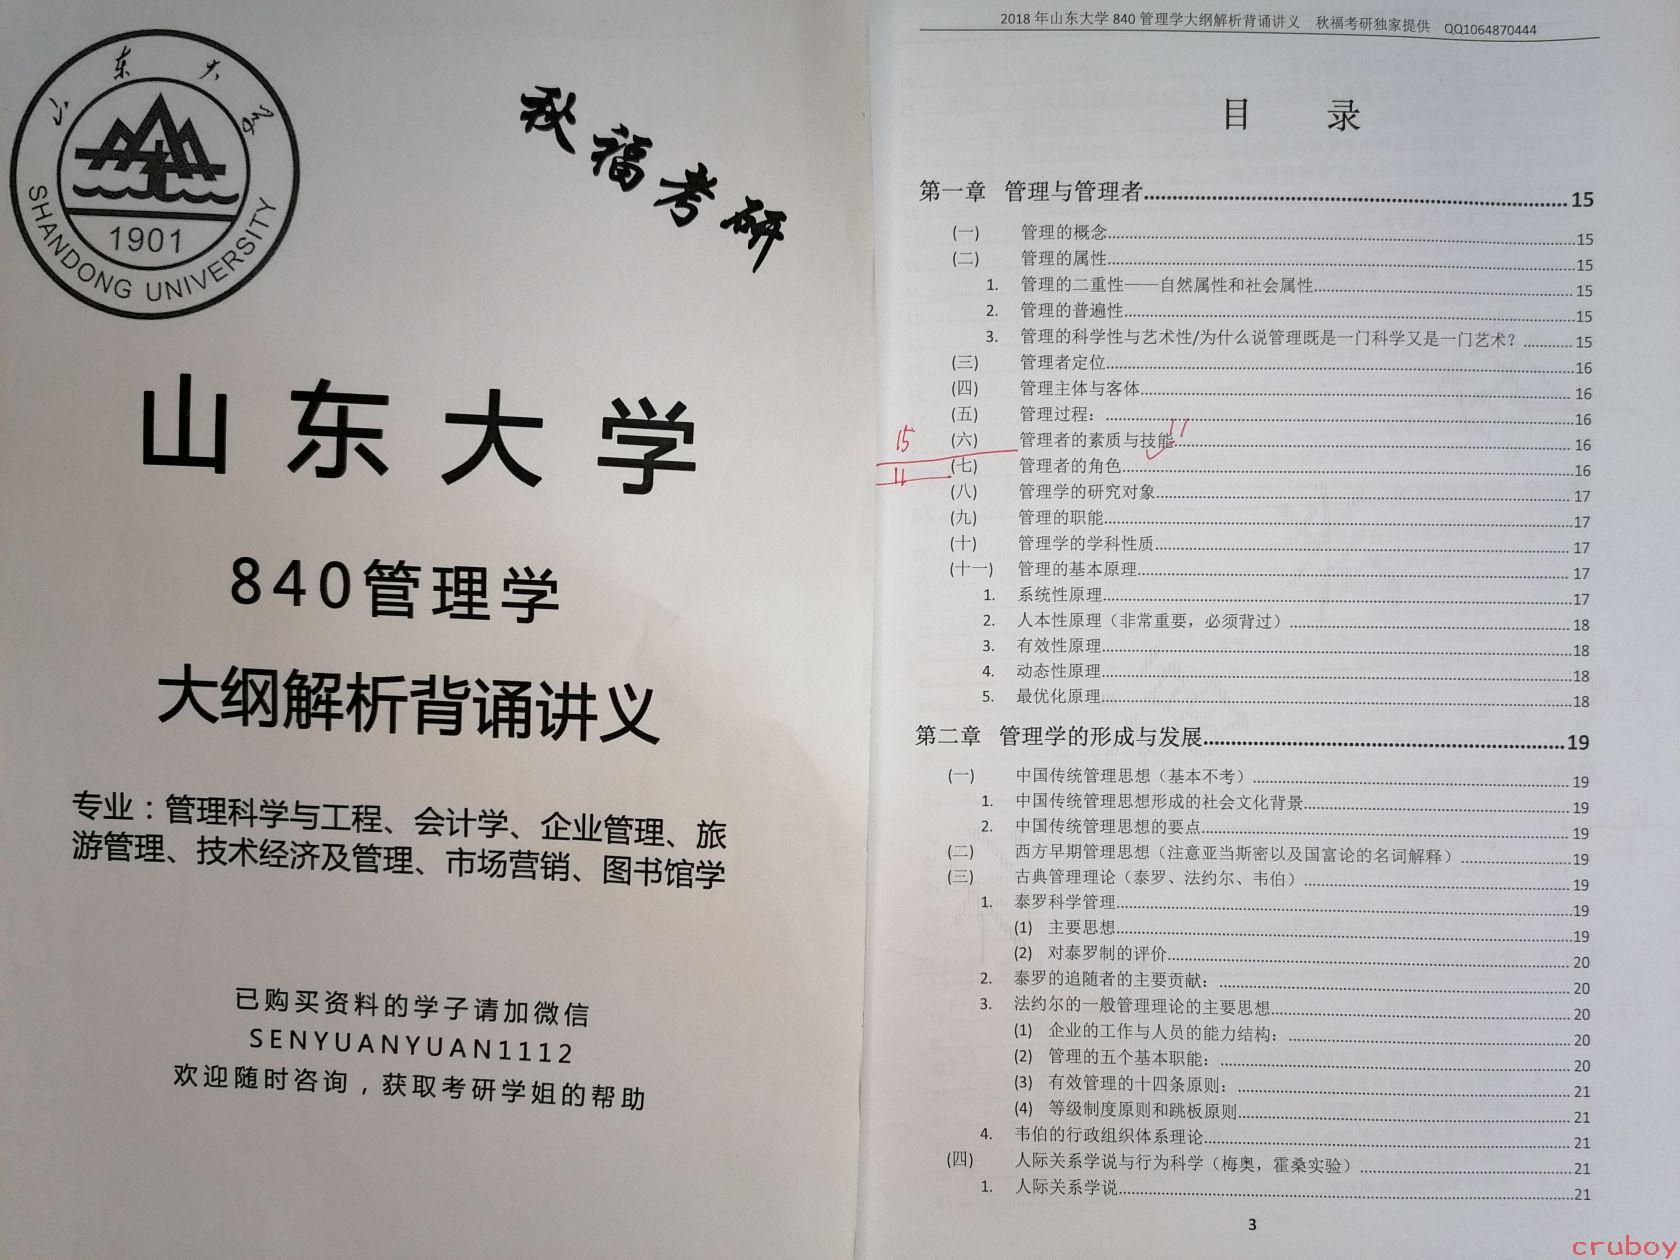 山东大学
1901
SHANDONG UNIVERSITY
秋福考研
山东大学
840管理学
大纲解析背诵讲义
专业：管理科学与工程、会计学、企业管理、旅
游管理、技术经济及管理、市场营销、图书馆学
已购买资料的学子请加微信
SENYUANYUAN1112
欢迎随时咨询，获取考研学姐的帮助
2018年山东大学840管理学大纲解析背诵讲义 秋福考研独家提供 QQ1064870444
目 录
第一章 管理与管理者........15
(一) 管理的概念........15
(二) 管理的属性........15
1. 管理的二重性——自然属性和社会属性........15
2. 管理的普遍性........15
3. 管理的科学性与艺术性/为什么说管理既是一门科学又是一门艺术？........15
(三) 管理者定位........16
(四) 管理主体与客体........16
(五) 管理过程：........16
15
(六) 管理者的素质与技能........16
11
(七) 管理者的角色........16
(八) 管理学的研究对象........17
(九) 管理的职能........17
(十) 管理学的学科性质........17
(十一) 管理的基本原理........17
1. 系统性原理........17
2. 人本性原理（非常重要，必须背过）........18
3. 有效性原理........18
4. 动态性原理........18
5. 最优化原理........18
第二章 管理学的形成与发展........19
(一) 中国传统管理思想（基本不考）........19
1. 中国传统管理思想形成的社会文化背景........19
2. 中国传统管理思想的要点........19
(二) 西方早期管理思想（注意亚当斯密以及国富论的名词解释）........19
(三) 古典管理理论（泰罗、法约尔、韦伯）........19
1. 泰罗科学管理........19
(1) 主要思想........19
(2) 对泰罗制的评价........20
2. 泰罗的追随者的主要贡献：........20
3. 法约尔的一般管理理论的主要思想........20
(1) 企业的工作与人员的能力结构：........20
(2) 管理的五个基本职能：........20
(3) 有效管理的十四条原则：........21
(4) 等级制度原则和跳板原则........21
4. 韦伯的行政组织体系理论........21
(四) 人际关系学说与行为科学（梅奥，霍桑实验）........21
1. 人际关系学说........21
3
cruboy